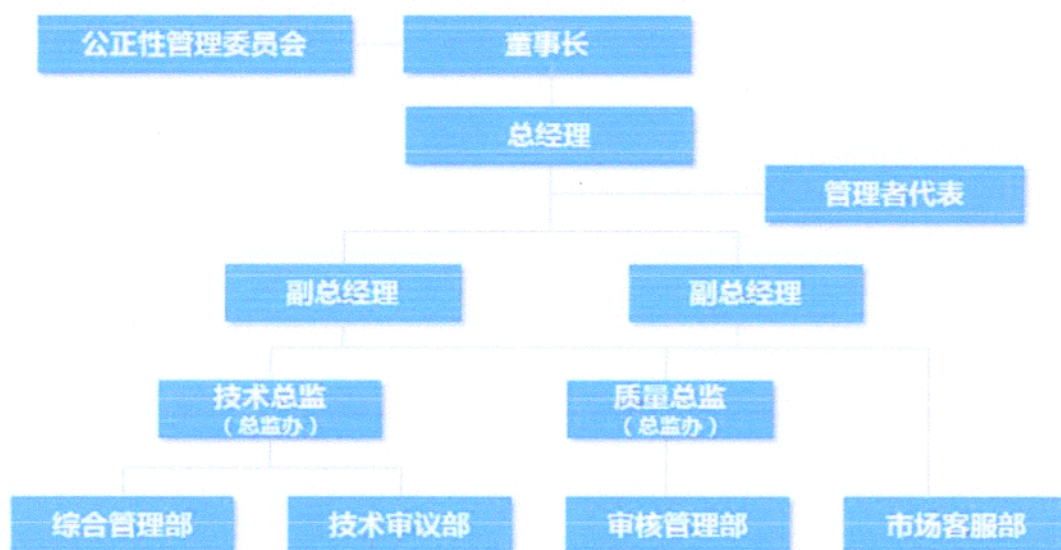 公正性管理委员会
董事长
总经理
管理者代表
副总经理
副总经理
技术总监
（总监办）
质量总监
（总监办）
综合管理部
技术审议部
审核管理部
市场客服部